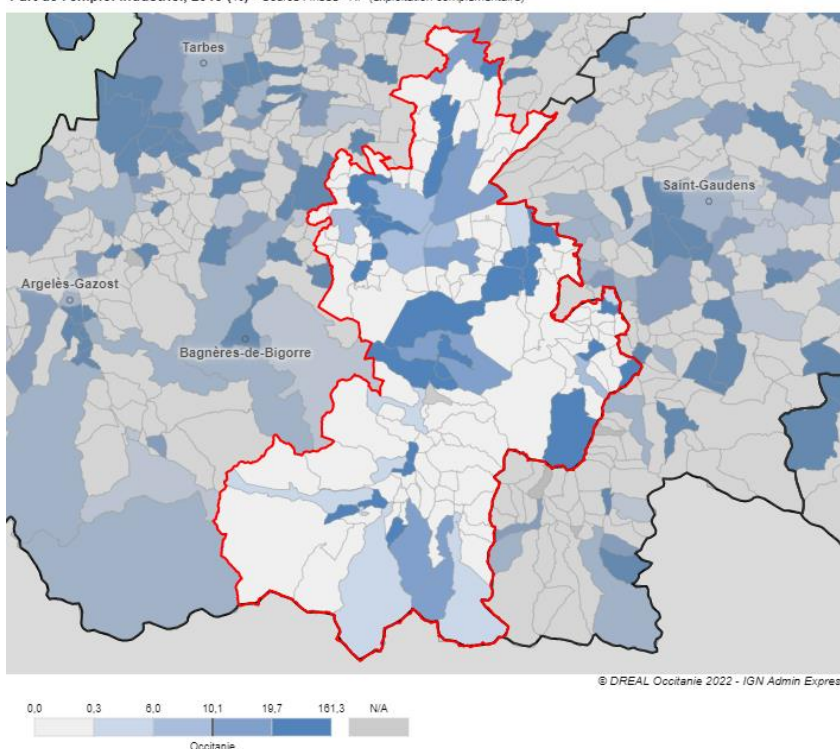 Tarbes
Saint-Gaudens
Argelès-Gazost
Bagnères-de-Bigorre
© DREAL Occitanie 2022 - IGN Admin Expres
0,0 0,3 6,0 10,1 19,7 161,3 N/A
Occitanie